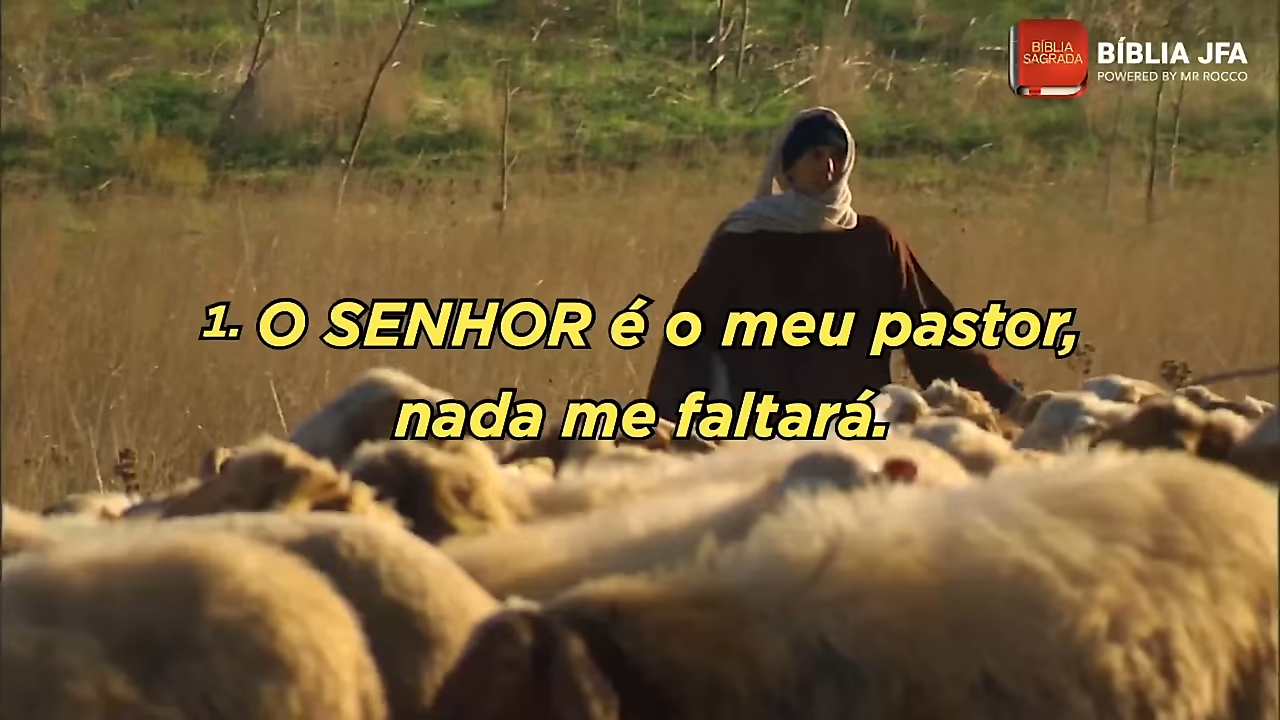 BÍBLIA
SAGRADA
BÍBLIA JFA
POWERED BY MR ROCCO
1. O SENHOR é o meu pastor,
nada me faltará.